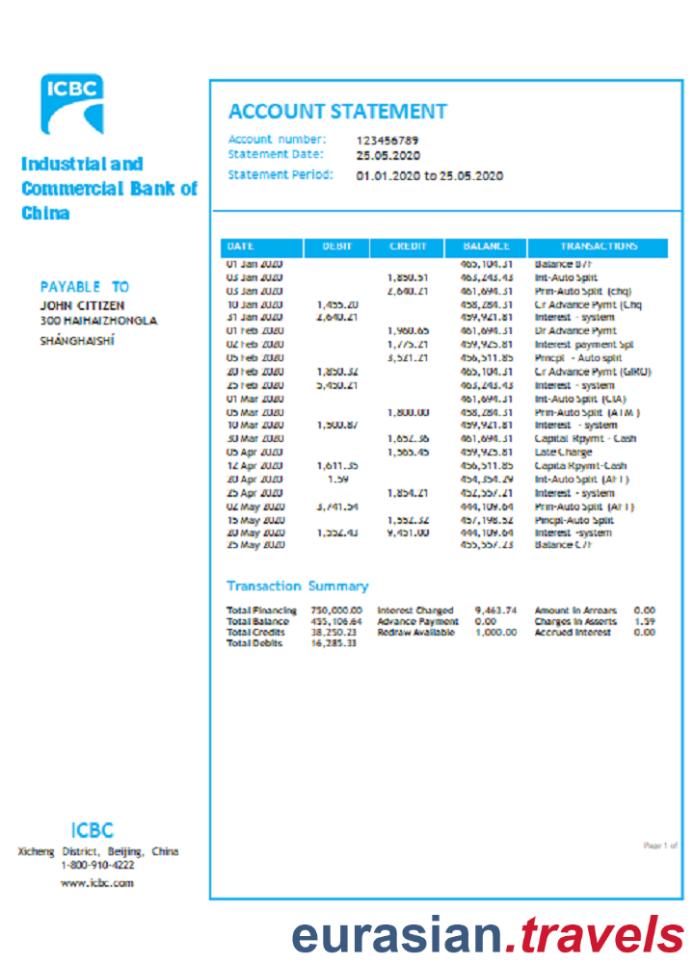 ICBC
Industrial and
Commercial Bank of
China
PAYABLE TO
JOHN CITIZEN
300 HAIHAIZHONGLA
SHÁNGHAISHÍ
ACCOUNT STATEMENT
Account number: 123456789
Statement Date: 25.05.2020
Statement Period: 01.01.2020 to 25.05.2020
DATE DEBIT CREDIT BALANCE TRANSACTIONS
01 Jan 2020 465,104.31 Balance B/F
03 Jan 2020 1,850.51 463,243.43 Int-Auto Split
03 Jan 2020 2,640.21 461,694.31 Prin-Auto Split (chq)
10 Jan 2020 1,455.20 458,284.31 Cr Advance Pymt (Chq
31 Jan 2020 2,640.21 459,921.81 Interest - system
01 Feb 2020 1,960.65 461,694.31 Dr Advance Pymt
02 Feb 2020 1,775.21 459,925.81 Interest payment Spl
05 Feb 2020 3,521.21 456,511.85 Princpl - Auto split
20 Feb 2020 1,850.32 465,104.31 Cr Advance Pymt (GIRO)
25 Feb 2020 5,450.21 463,243.43 Interest - system
01 Mar 2020 461,694.31 Int-Auto Split (CIA)
05 Mar 2020 1,800.00 458,284.31 Prin-Auto Split (ATM )
10 Mar 2020 1,500.87 459,921.81 Interest - system
30 Mar 2020 1,652.36 461,694.31 Capital Rpymt - Cash
05 Apr 2020 1,565.45 459,925.81 Late Charge
12 Apr 2020 1,611.35 456,511.85 Capita Rpymt-Cash
20 Apr 2020 1.59 454,354.29 Int-Auto Split (AFT)
25 Apr 2020 1,854.21 452,557.21 Interest - system
02 May 2020 3,741.54 444,109.64 Prin-Auto Split (AFT)
15 May 2020 1,552.32 457,198.52 Pincpl-Auto Split
20 May 2020 1,552.43 9,451.00 444,109.64 Interest -system
25 May 2020 455,557.23 Balance C/F
Transaction Summary
Total Financing 750,000.00 Interest Charged 9,463.74 Amount in Arrears 0.00
Total Balance 455,106.64 Advance Payment 0.00 Charges in Asserts 1.59
Total Credits 38,250.23 Redraw Available 1,000.00 Accrued Interest 0.00
Total Debits 16,285.33
ICBC
Xicheng District, Beijing, China
1-800-910-4222
www.icbc.com
Page 1 of
eurasian.travels